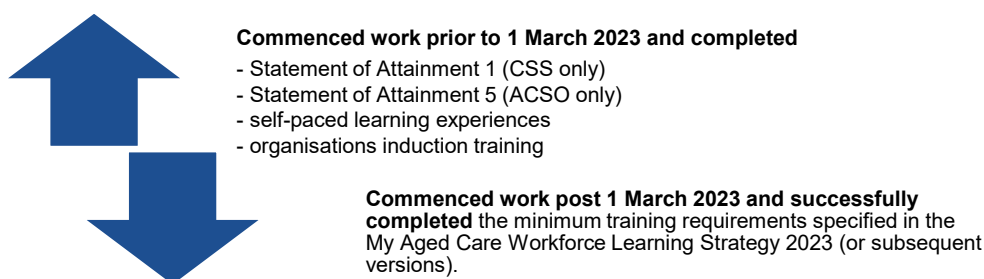 Commenced work prior to 1 March 2023 and completed
- Statement of Attainment 1 (CSS only)
- Statement of Attainment 5 (ACSO only)
- self-paced learning experiences
- organisations induction training
Commenced work post 1 March 2023 and successfully
completed the minimum training requirements specified in the
My Aged Care Workforce Learning Strategy 2023 (or subsequent
versions).